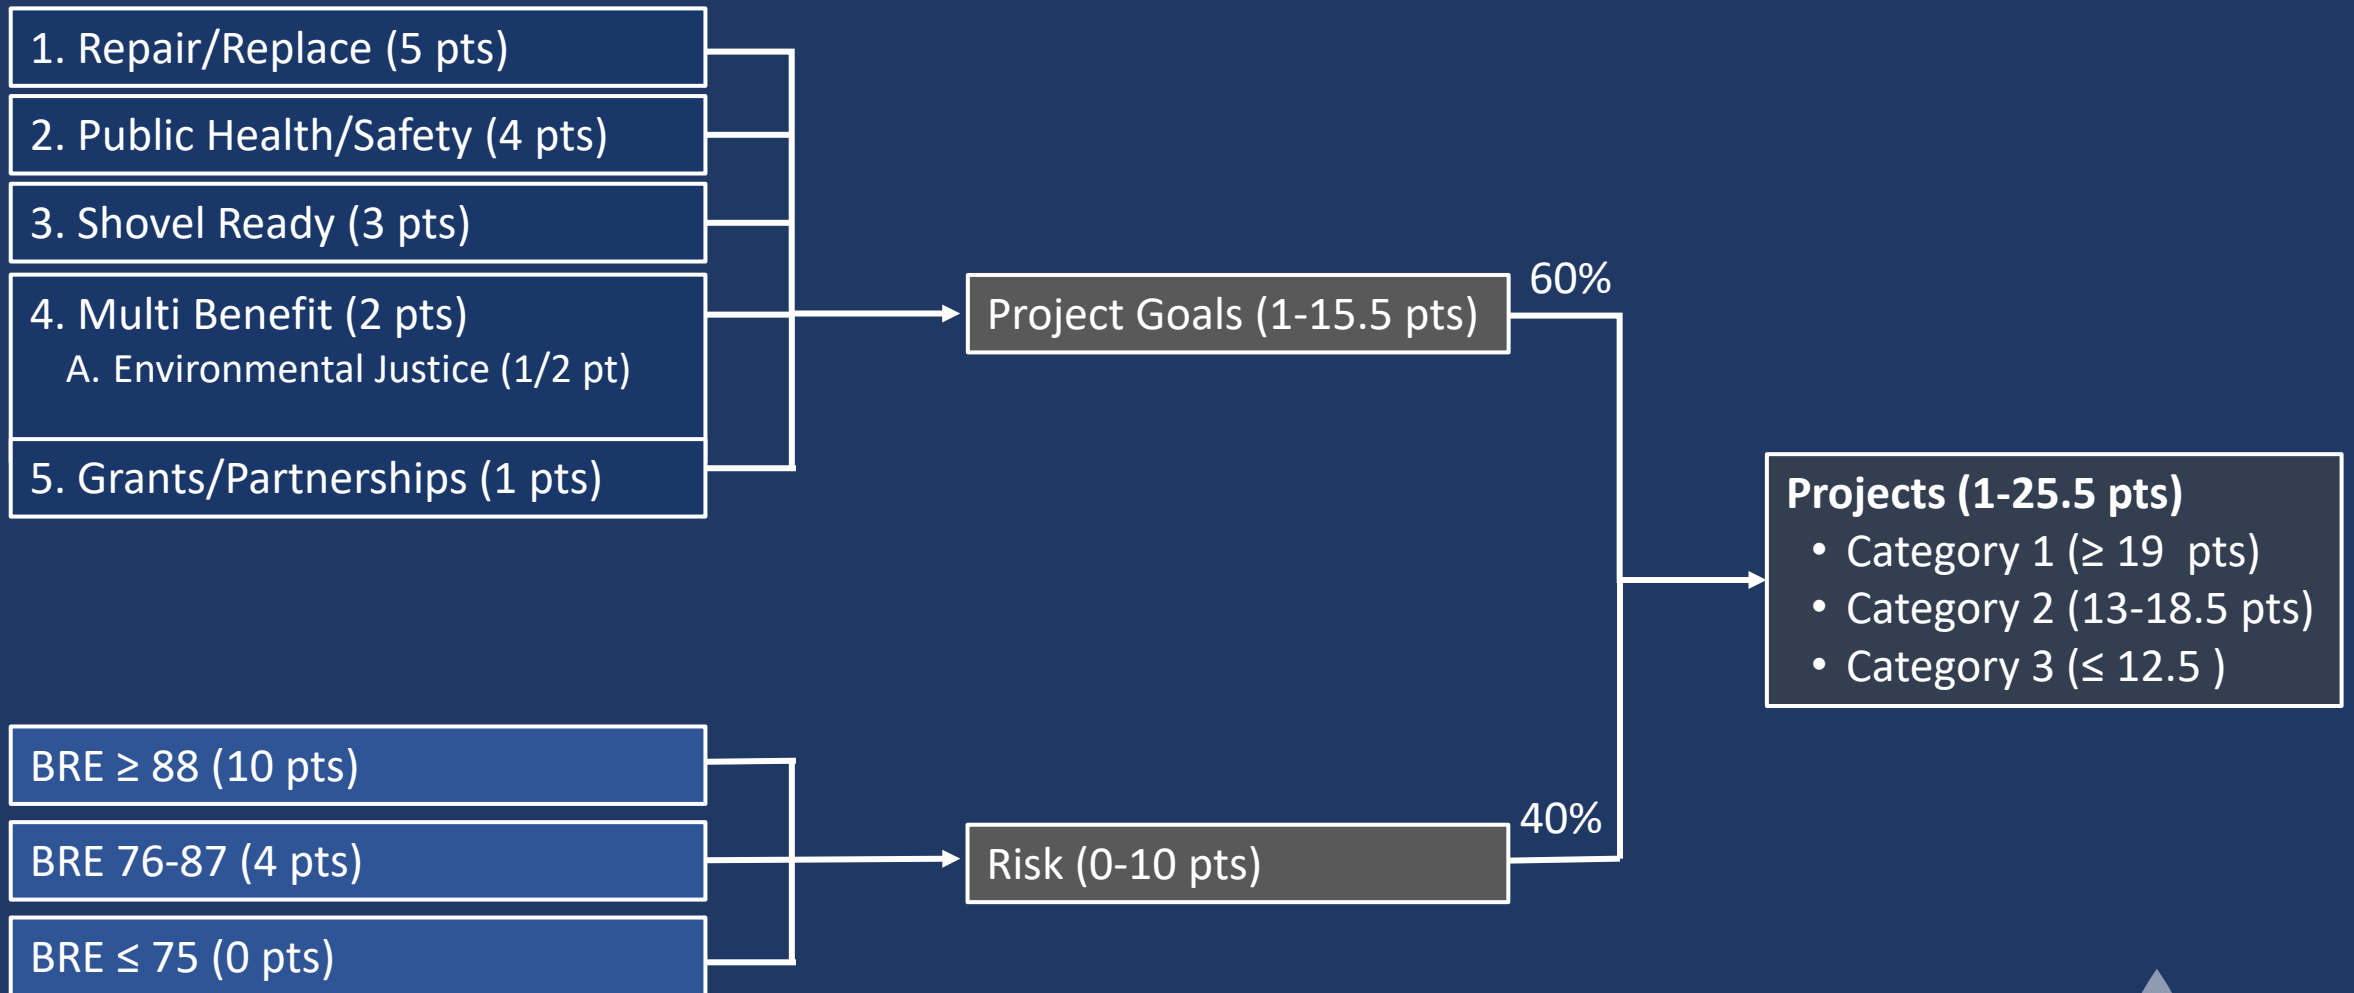 1. Repair/Replace (5 pts)
2. Public Health/Safety (4 pts)
3. Shovel Ready (3 pts)
4. Multi Benefit (2 pts)
A. Environmental Justice (1/2 pt)
5. Grants/Partnerships (1 pts)
Project Goals (1-15.5 pts)
60%
BRE ≥ 88 (10 pts)
BRE 76-87 (4 pts)
BRE ≤ 75 (0 pts)
Risk (0-10 pts)
40%
Projects (1-25.5 pts)
• Category 1 (≥ 19  pts)
• Category 2 (13-18.5 pts)
• Category 3 (≤ 12.5 )